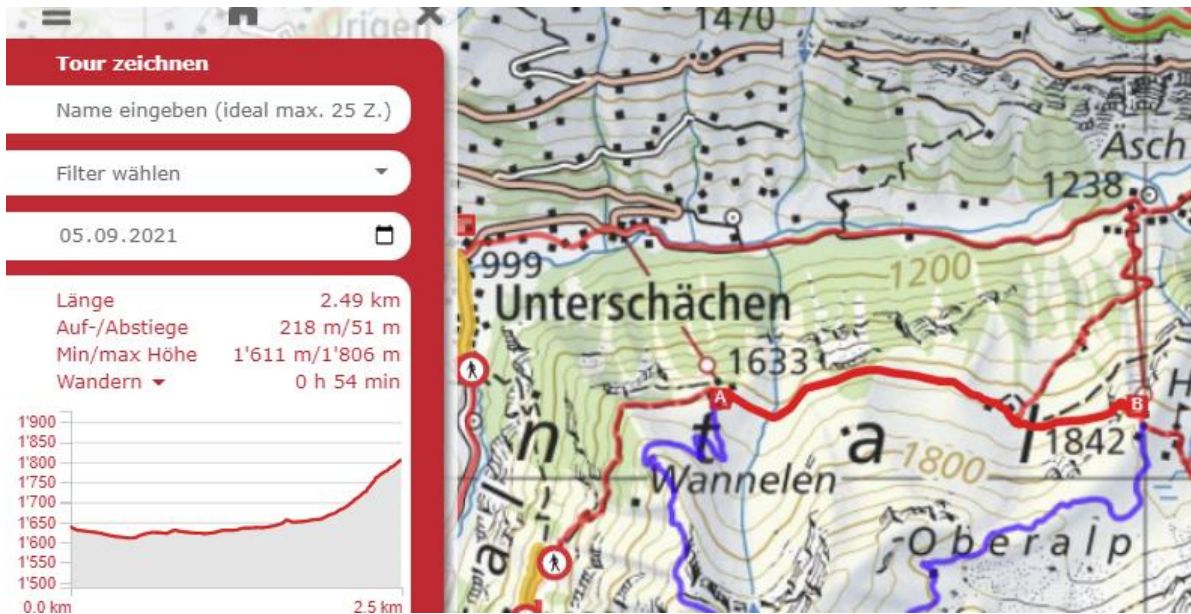 Urigen
Tour zeichnen
Name eingeben (ideal max. 25 Z.)
Filter wählen
05.09.2021
Länge 2.49 km
Auf-/Abstiege 218 m/51 m
Min/max Höhe 1'611 m/1'806 m
Wandern 0 h 54 min
1'900
1'850
1'800
1'750
1'700
1'650
1'600
1'550
1'500
0.0 km 2.5 km
1470
Äsch
1238
999
1200
Unterschächen
1633
A
B
H
n t a l
1842
1800
Wannelen
Oberalp
a l